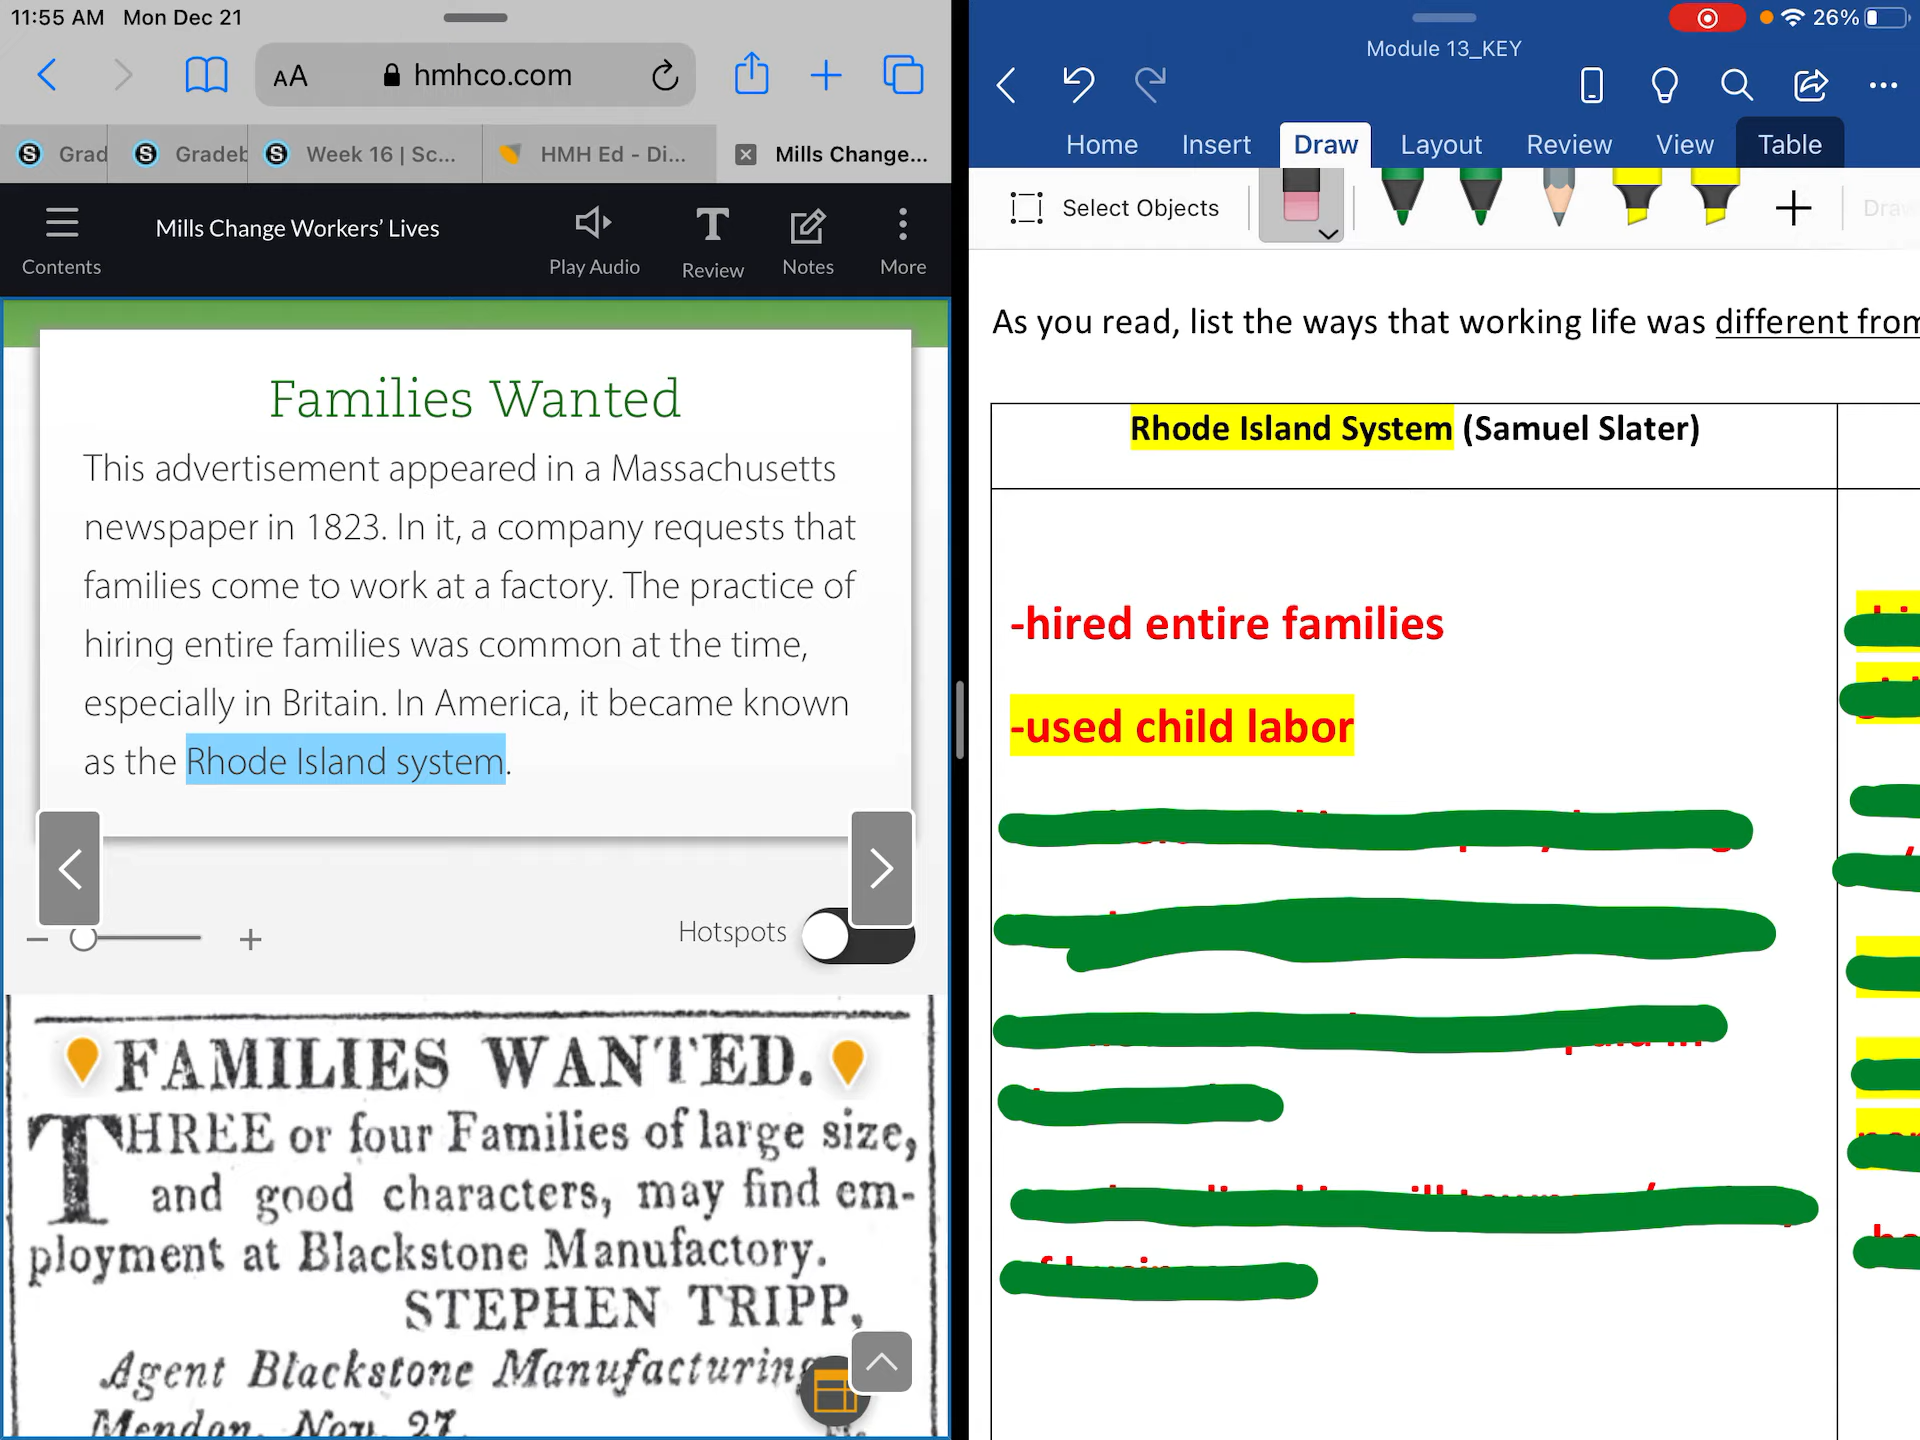 11:55 AM Mon Dec 21
AA hmhco.com
Grad
Gradeb
Week 16 | Sc...
HMH Ed - Di...
Mills Change...
Contents
Mills Change Workers’ Lives
Play Audio
Review
Notes
More
Families Wanted
This advertisement appeared in a Massachusetts
newspaper in 1823. In it, a company requests that
families come to work at a factory. The practice of
hiring entire families was common at the time,
especially in Britain. In America, it became known
as the Rhode Island system.
Hotspots
FAMILIES WANTED.
THREE or four Families of large size,
and good characters, may find em-
ployment at Blackstone Manufactory.
STEPHEN TRIPP,
Agent Blackstone Manufacturing
Mendon, Nov. 27.
26%
Module 13_KEY
Home Insert Draw Layout Review View Table
Select Objects
Draw
As you read, list the ways that working life was different from
Rhode Island System (Samuel Slater)
-hired entire families
-used child labor